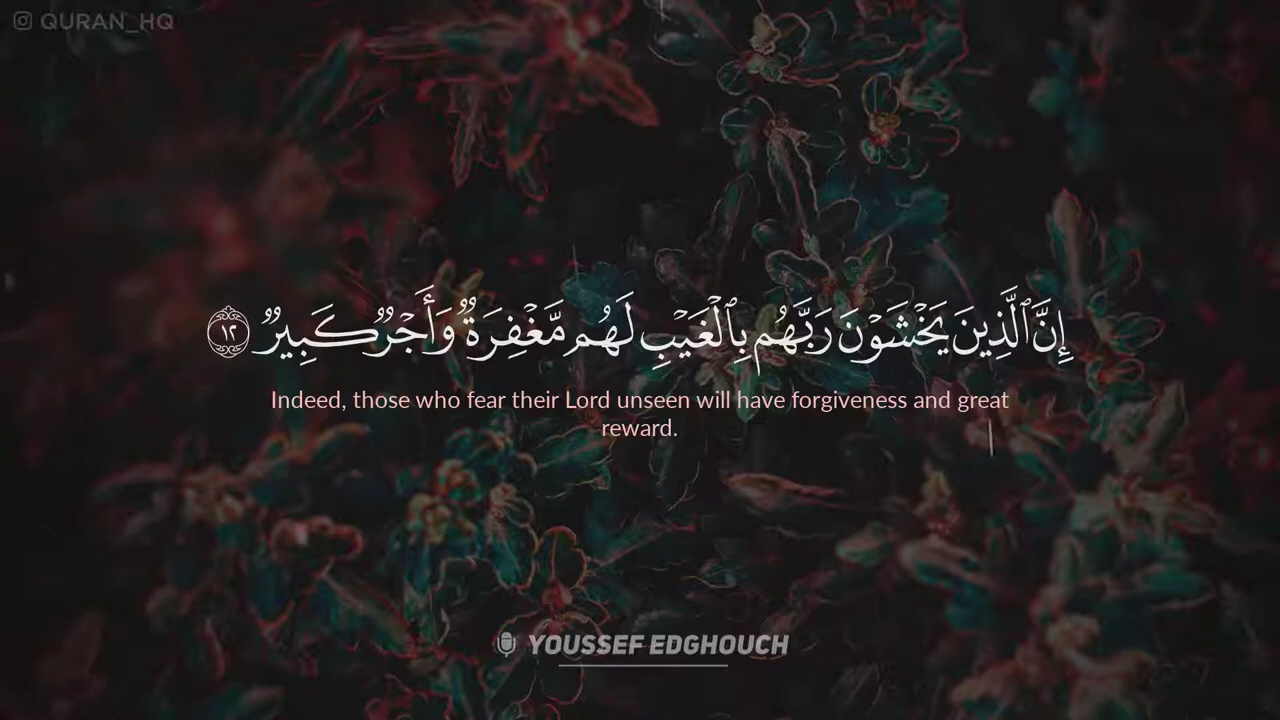 QURAN_HQ
إِنَّ ٱلَّذِينَ يَخْشَوْنَ رَبَّهُم بِٱلْغَيْبِ لَهُم مَّغْفِرَةٌ وَأَجْرٌ كَبِيرٌ ١٢
Indeed, those who fear their Lord unseen will have forgiveness and great
reward.
YOUSSEF EDGHOUCH